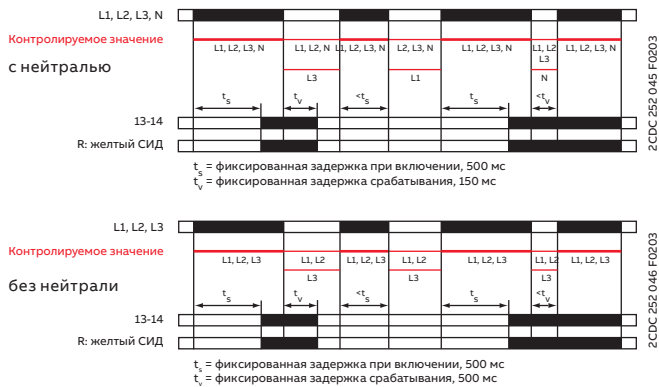 L1, L2, L3, N
Контролируемое значение
с нейтралью
L1, L2, L3, N
L1, L2, N
L1, L2, L3, N
L2, L3, N
L1, L2, L3, N
L1, L2
L3
L1, L2, L3, N
L3
L1
N
ts
tv
<ts
ts
<tv
13-14
R: желтый СИД
ts = фиксированная задержка при включении, 500 мс
tv = фиксированная задержка срабатывания, 150 мс
2CDC 252 045 F0203
L1, L2, L3
Контролируемое значение
без нейтрали
L1, L2, L3
L1, L2
L1, L2, L3
L1, L2
L1, L2, L3
L1, L2
L1, L2, L3
L3
L3
L3
ts
tv
<ts
ts
<tv
13-14
R: желтый СИД
ts = фиксированная задержка при включении, 500 мс
tv = фиксированная задержка срабатывания, 500 мс
2CDC 252 046 F0203